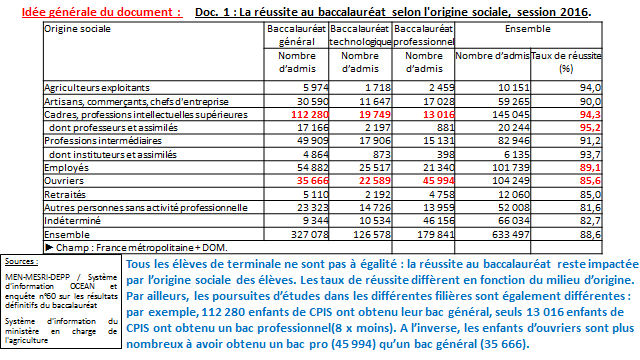 Idée générale du document :    Doc. 1 : La réussite au baccalauréat selon l'origine sociale, session 2016.
Origine sociale | Baccalauréat général | Baccalauréat technologique | Baccalauréat professionnel | Ensemble
Nombre d'admis | Nombre d'admis | Nombre d'admis | Nombre d'admis | Taux de réussite (%)
Agriculteurs exploitants | 5 974 | 1 718 | 2 459 | 10 151 | 94,0
Artisans, commerçants, chefs d'entreprise | 30 590 | 11 647 | 17 028 | 59 265 | 90,0
Cadres, professions intellectuelles supérieures | 112 280 | 19 749 | 13 016 | 145 045 | 94,3
dont professeurs et assimilés | 17 166 | 2 197 | 881 | 20 244 | 95,2
Professions intermédiaires | 49 909 | 17 906 | 15 131 | 82 946 | 91,2
dont instituteurs et assimilés | 4 864 | 873 | 398 | 6 135 | 93,7
Employés | 54 882 | 25 517 | 21 340 | 101 739 | 89,1
Ouvriers | 35 666 | 22 589 | 45 994 | 104 249 | 85,6
Retraités | 5 110 | 2 192 | 4 758 | 12 060 | 85,0
Autres personnes sans activité professionnelle | 23 323 | 14 726 | 13 959 | 52 008 | 81,6
Indéterminé | 9 344 | 10 534 | 46 156 | 66 034 | 82,7
Ensemble | 327 078 | 126 578 | 179 841 | 633 497 | 88,6
► Champ : France métropolitaine + DOM.
Sources :
MEN-MESRI-DEPP / Système
d'information OCEAN et
enquête n°60 sur les résultats
définitifs du baccalauréat
Système d'information du
ministère en charge de
l'agriculture
Tous les élèves de terminale ne sont pas à égalité : la réussite au baccalauréat reste impactée
par l'origine sociale des élèves. Les taux de réussite diffèrent en fonction du milieu d'origine.
Par ailleurs, les poursuites d'études dans les différentes filières sont également différentes :
par exemple, 112 280 enfants de CPIS ont obtenu leur bac général, seuls 13 016 enfants de
CPIS ont obtenu un bac professionnel(8 x moins). A l'inverse, les enfants d'ouvriers sont plus
nombreux à avoir obtenu un bac pro (45 994) qu'un bac général (35 666).